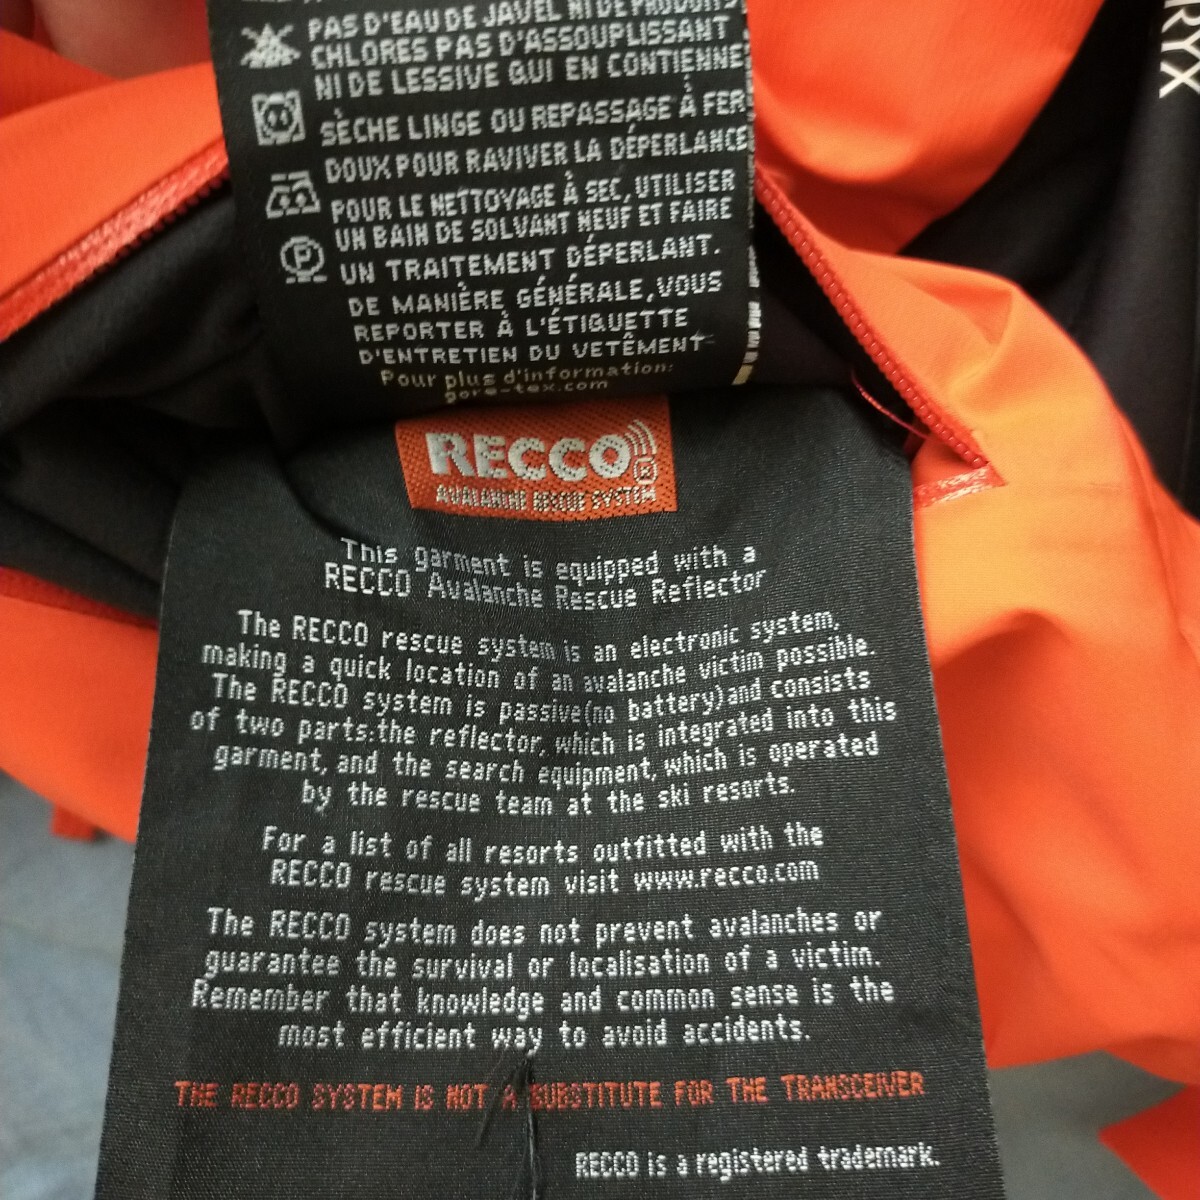 PAS D'EAU DE JAVEL NI DE PRODUITS
CHLORES PAS D'ASSOUPLISSANT
NI DE LESSIVE QUI EN CONTIENNE
SÈCHE LINGE OU REPASSAGE À FER
DOUX POUR RAVIVER LA DÉPERLANCE
POUR LE NETTOYAGE À SEC, UTILISER
UN BAIN DE SOLVANT NEUF ET FAIRE
UN TRAITEMENT DÉPERLANT.
DE MANIÈRE GÉNÉRALE, VOUS
REPORTER À L'ÉTIQUETTE
D'ENTRETIEN DU VETÊMENT
Pour plus d'information:
gore-tex.com
P
RYX
RECCO®
AVALANCHE RESCUE SYSTEM
This garment is equipped with a
RECCO Avalanche Rescue Reflector
The RECCO rescue system is an electronic system,
making a quick location of an avalanche victim possible.
The RECCO system is passive(no battery)and consists
of two parts:the reflector, which is integrated into this
garment, and the search equipment, which is operated
by the rescue team at the ski resorts.
For a list of all resorts outfitted with the
RECCO rescue system visit www.recco.com
The RECCO system does not prevent avalanches or
guarantee the survival or localisation of a victim.
Remember that knowledge and common sense is the
most efficient way to avoid accidents.
THE RECCO SYSTEM IS NOT A SUBSTITUTE FOR THE TRANSCEIVER
RECCO is a registered trademark.